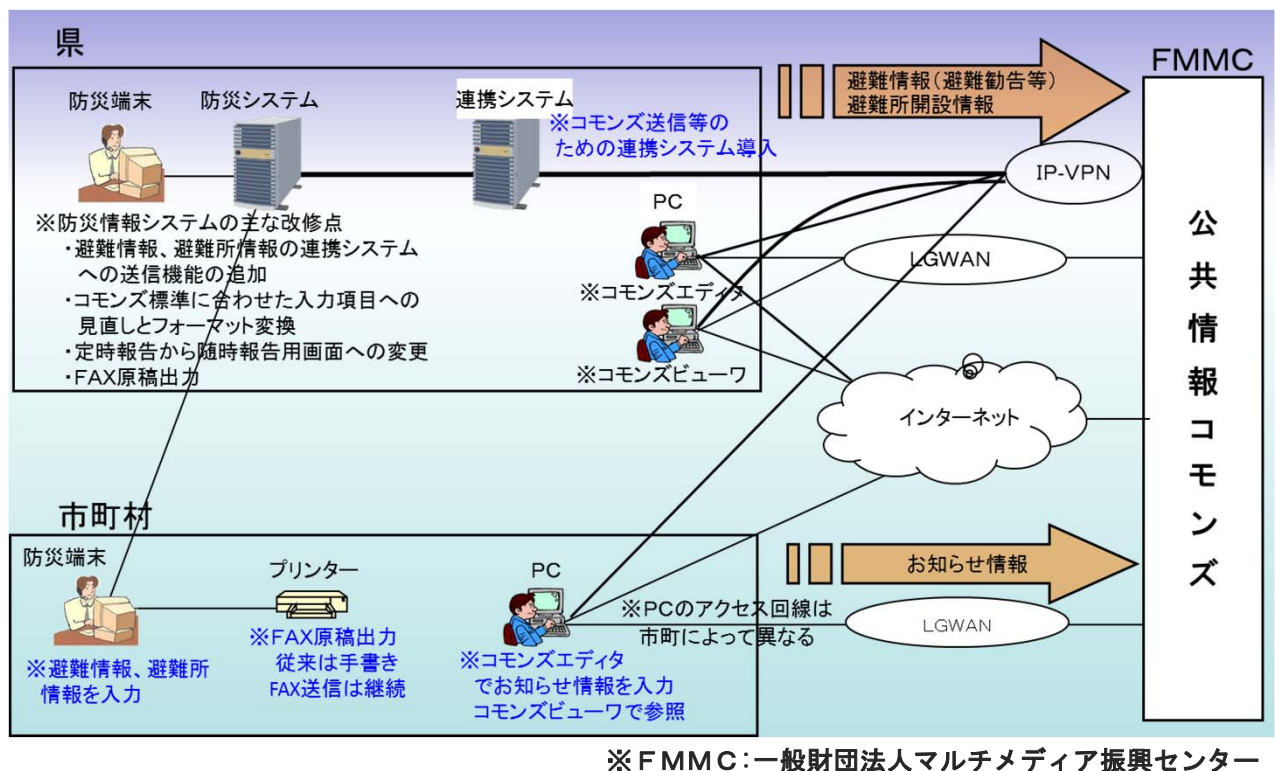 県
防災端末
防災システム
連携システム
※コモンズ送信等の
ための連携システム導入
避難情報(避難勧告等)
避難所開設情報
FMMC
IP-VPN
※防災情報システムの主な改修点
・避難情報、避難所情報の連携システム
への送信機能の追加
・コモンズ標準に合わせた入力項目への
見直しとフォーマット変換
・定時報告から随時報告用画面への変更
・FAX原稿出力
PC
※コモンズエディタ
※コモンズビューワ
LGWAN
インターネット
公共情報コモンズ
市町村
防災端末
※避難情報、避難所
情報を入力
プリンター
※FAX原稿出力
従来は手書き
FAX送信は継続
PC
※コモンズエディタ
でお知らせ情報を入力
コモンズビューワで参照
※PCのアクセス回線は
市町によって異なる
お知らせ情報
LGWAN
※FMMC:一般財団法人マルチメディア振興センター